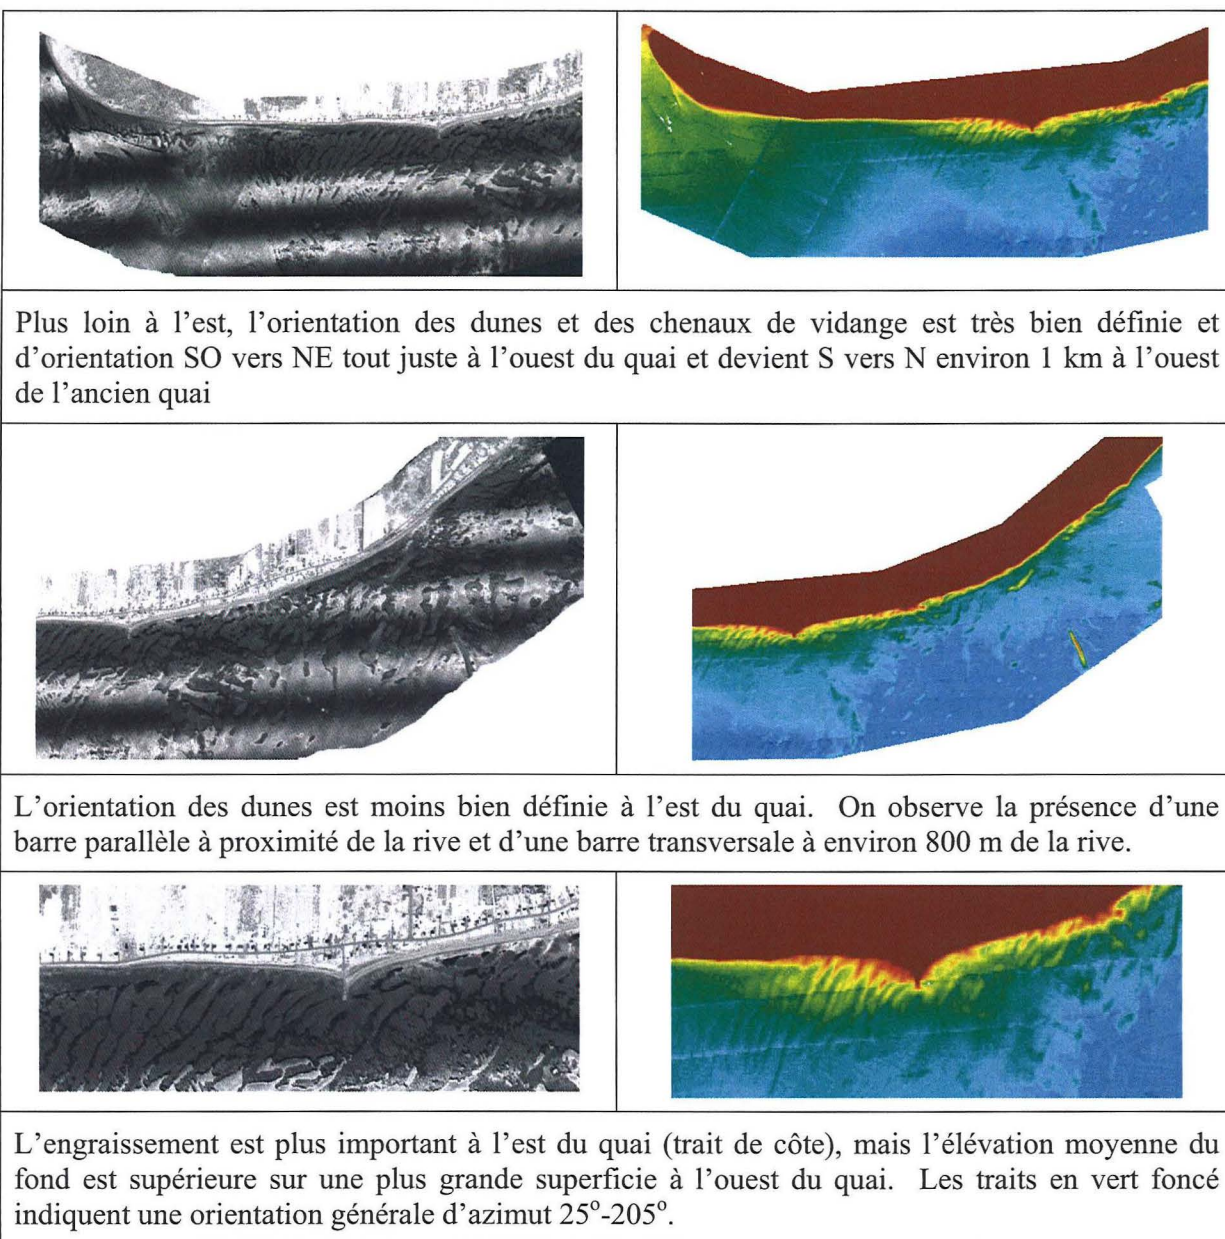 Plus loin à l'est, l'orientation des dunes et des chenaux de vidange est très bien définie et
d'orientation SO vers NE tout juste à l'ouest du quai et devient S vers N environ 1 km à l'ouest
de l'ancien quai
L'orientation des dunes est moins bien définie à l'est du quai. On observe la présence d'une
barre parallèle à proximité de la rive et d'une barre transversale à environ 800 m de la rive.
L'engraissement est plus important à l'est du quai (trait de côte), mais l'élévation moyenne du
fond est supérieure sur une plus grande superficie à l'ouest du quai. Les traits en vert foncé
indiquent une orientation générale d'azimut 25°-205°.